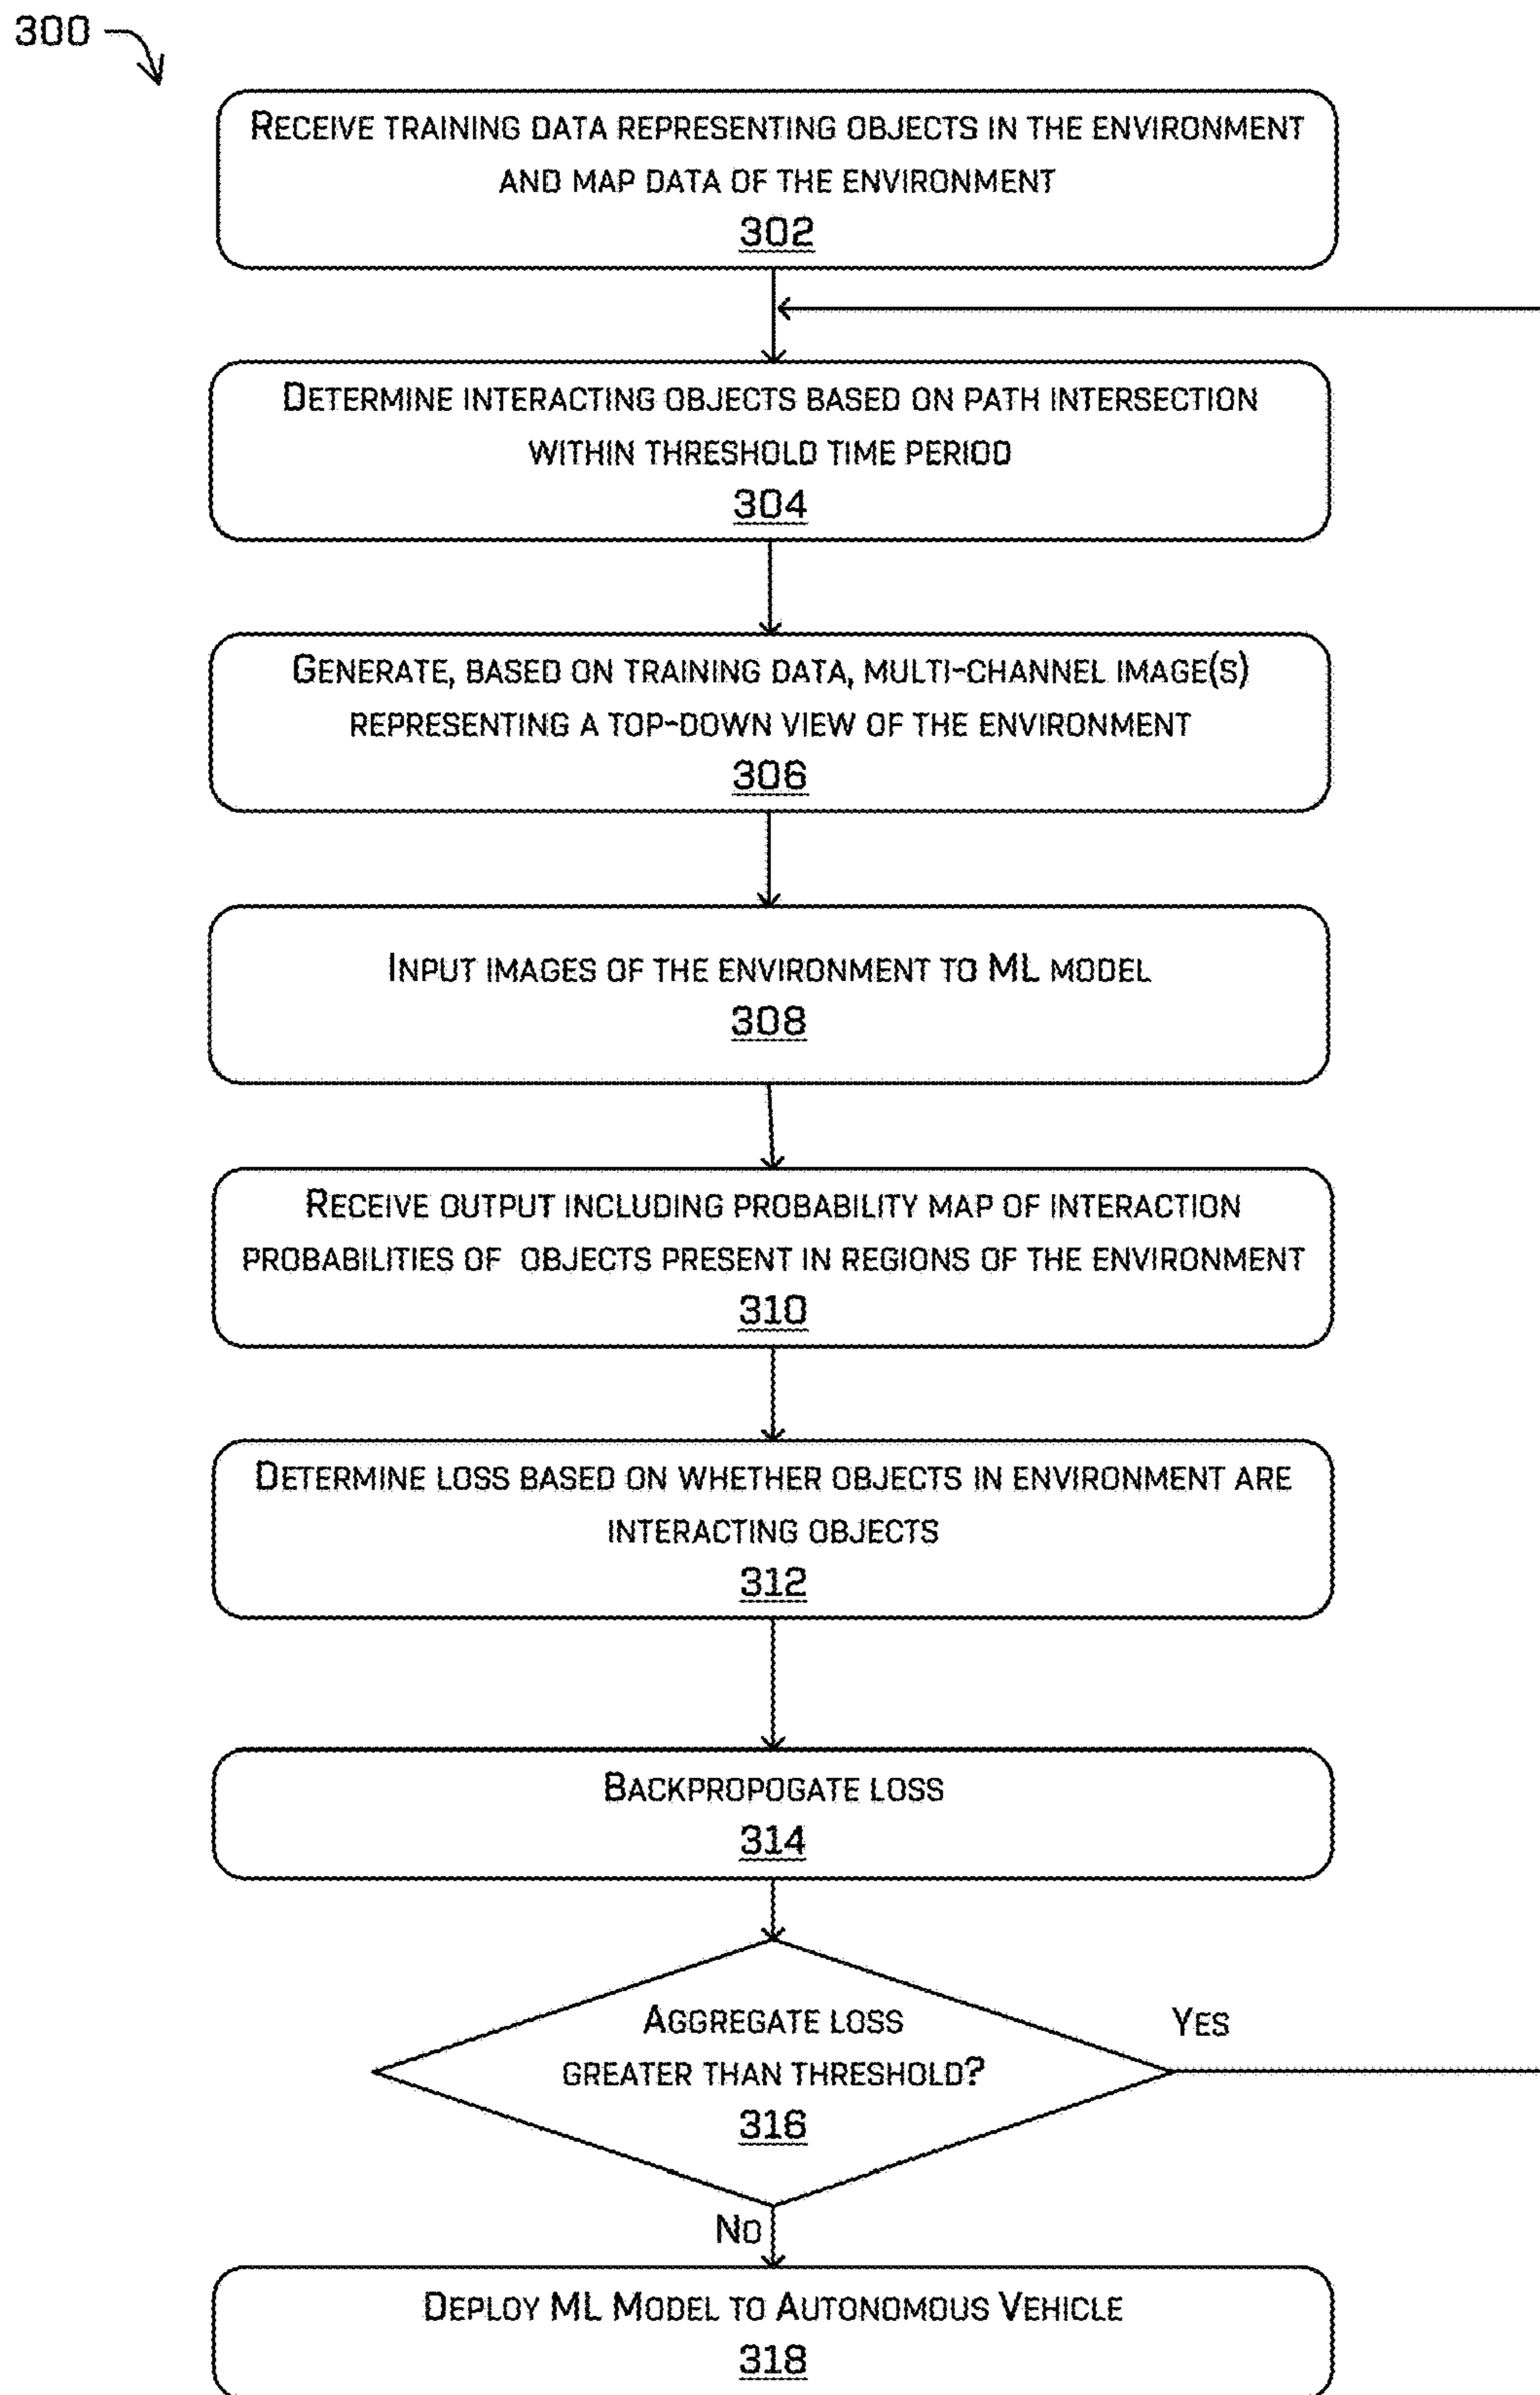 300
RECEIVE TRAINING DATA REPRESENTING OBJECTS IN THE ENVIRONMENT
AND MAP DATA OF THE ENVIRONMENT
302
DETERMINE INTERACTING OBJECTS BASED ON PATH INTERSECTION
WITHIN THRESHOLD TIME PERIOD
304
GENERATE, BASED ON TRAINING DATA, MULTI-CHANNEL IMAGE(S)
REPRESENTING A TOP-DOWN VIEW OF THE ENVIRONMENT
306
INPUT IMAGES OF THE ENVIRONMENT TO ML MODEL
308
RECEIVE OUTPUT INCLUDING PROBABILITY MAP OF INTERACTION
PROBABILITIES OF OBJECTS PRESENT IN REGIONS OF THE ENVIRONMENT
310
DETERMINE LOSS BASED ON WHETHER OBJECTS IN ENVIRONMENT ARE
INTERACTING OBJECTS
312
BACKPROPOGATE LOSS
314
AGGREGATE LOSS
GREATER THAN THRESHOLD?
316
YES
NO
DEPLOY ML MODEL TO AUTONOMOUS VEHICLE
318